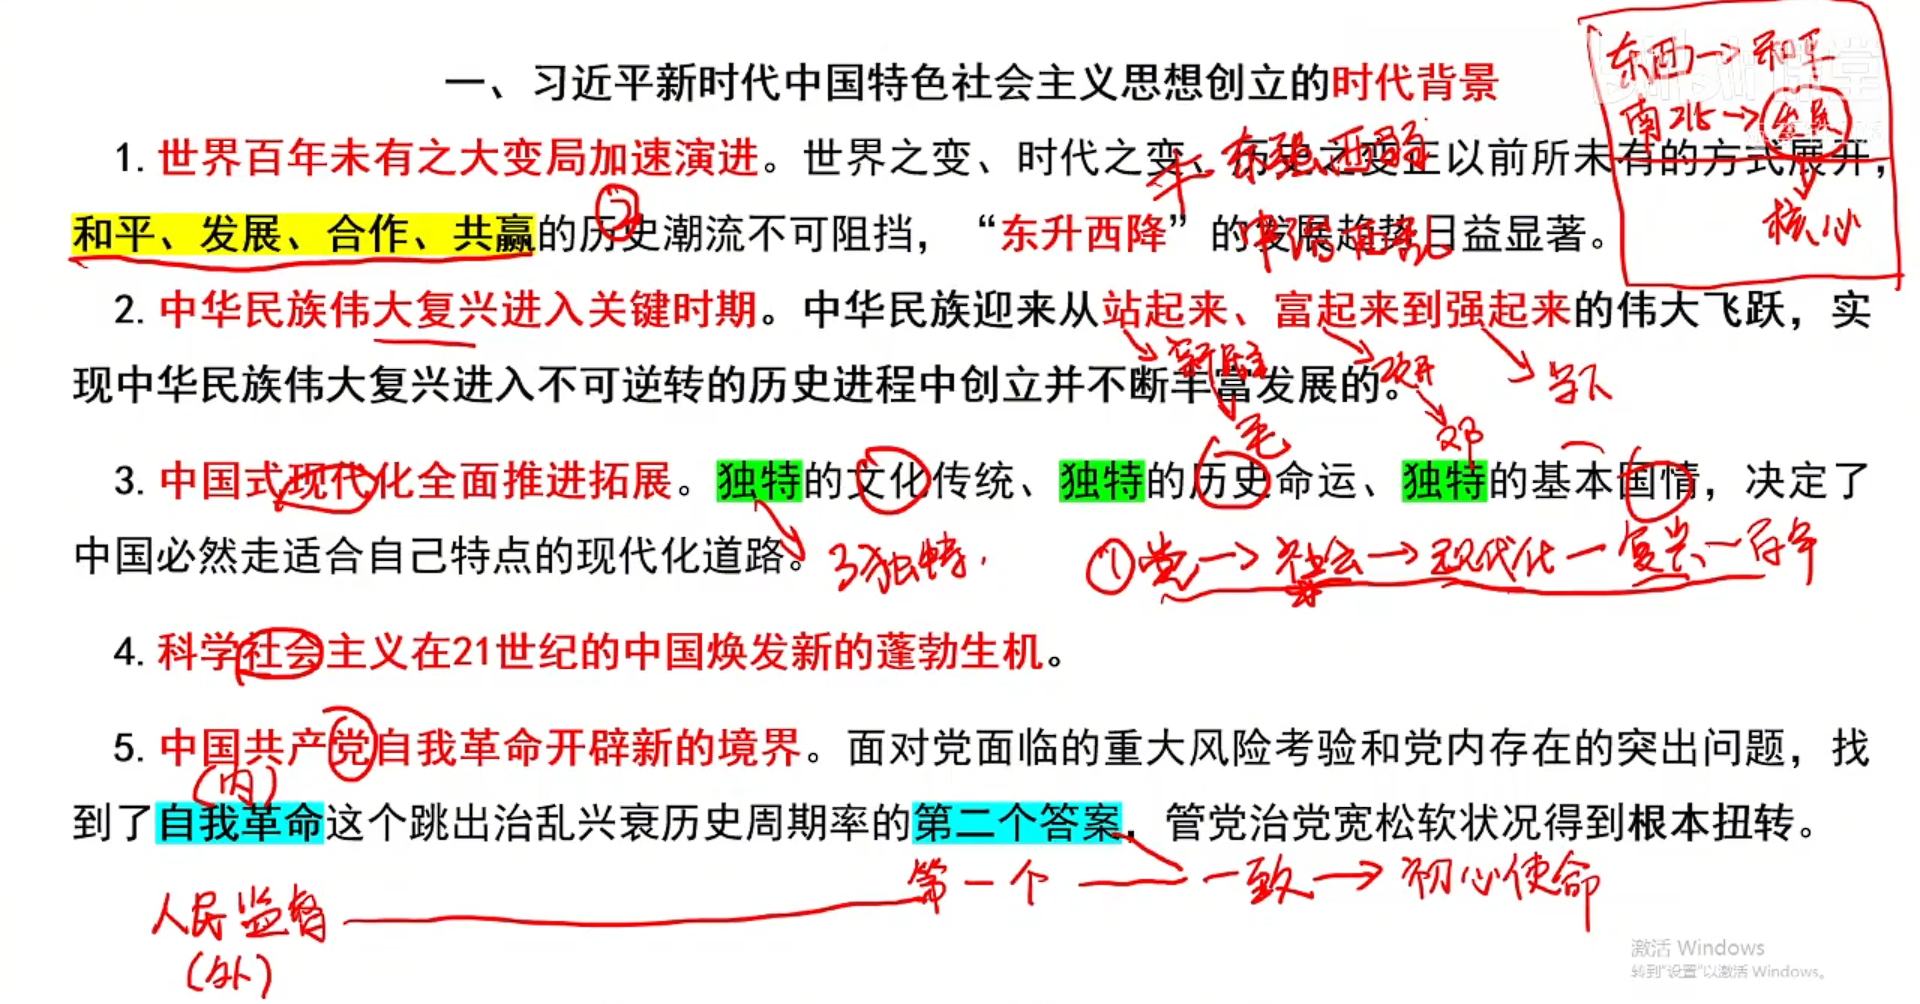 一、习近平新时代中国特色社会主义思想创立的时代背景
东西→和平
南北→发展
核心
1.世界百年未有之大变局加速演进。世界之变、时代之变、历史之变正以前所未有的方式展开，
东强西弱
②
和平、发展、合作、共赢的历史潮流不可阻挡，“东升西降”的发展趋势日益显著。
中治西乱
2.中华民族伟大复兴进入关键时期。中华民族迎来从站起来、富起来到强起来的伟大飞跃，实
现中华民族伟大复兴进入不可逆转的历史进程中创立并不断丰富发展的。
毛
邓
3.中国式现代化全面推进拓展。独特的文化传统、独特的历史命运、独特的基本国情，决定了
中国必然走适合自己特点的现代化道路。
3独特.
①党→社会→现代化—复兴—百年
4.科学社会主义在21世纪的中国焕发新的蓬勃生机。
5.中国共产党自我革命开辟新的境界。面对党面临的重大风险考验和党内存在的突出问题，找
(内)
到了自我革命这个跳出治乱兴衰历史周期率的第二个答案，管党治党宽松软状况得到根本扭转。
第一个
一致→初心使命
人民监督
(外)
激活 Windows
转到“设置”以激活 Windows。